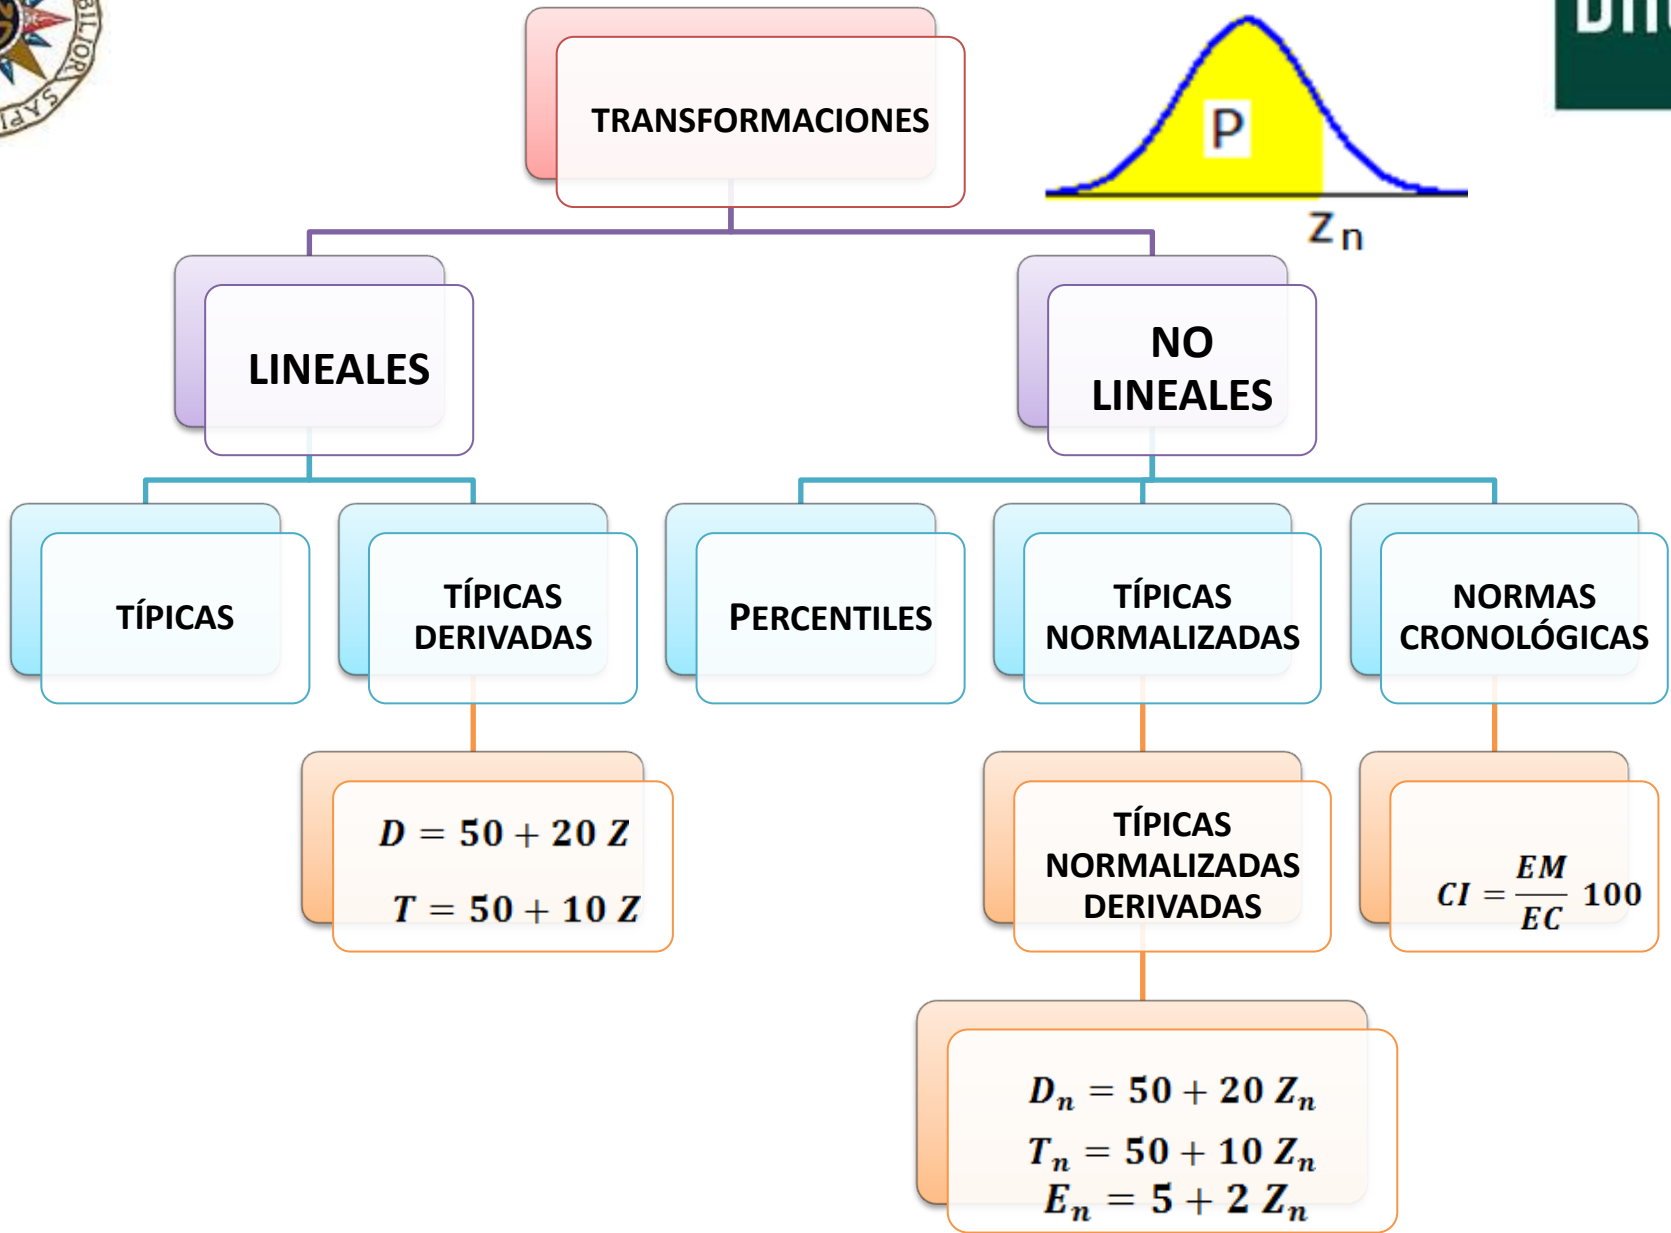 TRANSFORMACIONES
P
Z n
LINEALES
NO
LINEALES
TÍPICAS
TÍPICAS
DERIVADAS
PERCENTILES
TÍPICAS
NORMALIZADAS
NORMAS
CRONOLÓGICAS
D = 50 + 20 Z
T = 50 + 10 Z
TÍPICAS
NORMALIZADAS
DERIVADAS
CI = EM/EC 100
Dₙ = 50 + 20 Zₙ
Tₙ = 50 + 10 Zₙ
Eₙ = 5 + 2 Zₙ